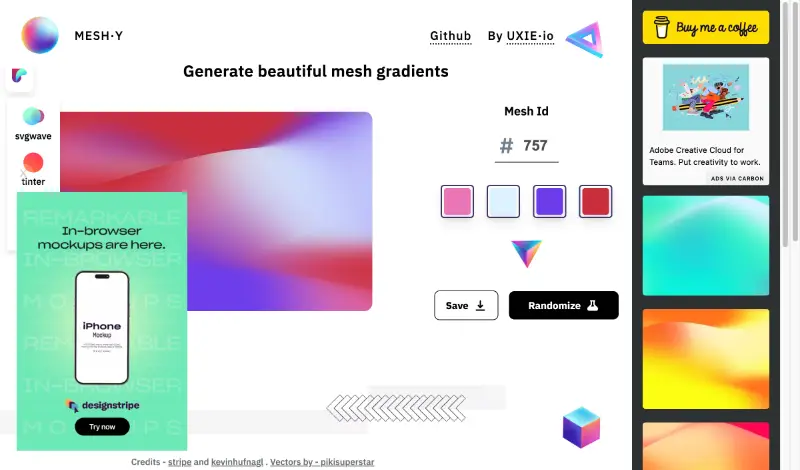 MESH·Y
Github
By UXIE·io
Buy me a coffee
Generate beautiful mesh gradients
svgwave
tinter
Mesh Id
# 757
Save
Randomize
Adobe Creative Cloud for
Teams. Put creativity to work.
ADS VIA CARBON
REMARKABLE
In-browser
mockups are here.
IN-BROWSER
MOCKUPS
iPhone
Mockup
REMARKABLE
IN-BROWSER
designstripe
MOCKUPS
Try now
Credits - stripe and kevinhufnagl . Vectors by - pikisuperstar